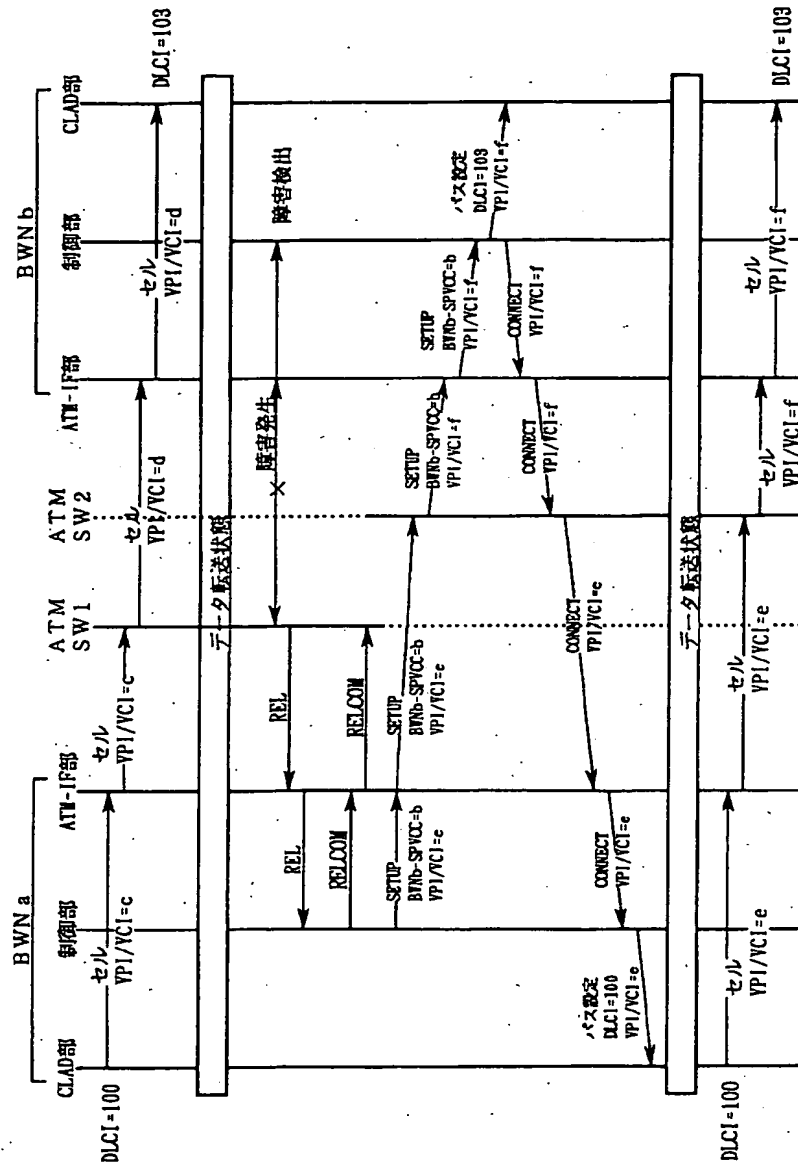 BWNa
BWNb
CLAD部
制御部
ATM-IF部
ATM
SW1
ATM
SW2
ATM-IF部
制御部
CLAD部
DLCI=100
セル
VPI/VCI=c
セル
VPI/VCI=c
セル
VPI/VCI=d
セル
VPI/VCI=d
DLCI=103
データ転送状態
障害発生
障害検出
REL
REL
RELCOM
RELCOM
SETUP
BWNb-SPVCC=b
VPI/VCI=e
SETUP
BWNb-SPVCC=b
VPI/VCI=e
SETUP
BWNb-SPVCC=b
VPI/VCI=f
SETUP
BWNb-SPVCC=b
VPI/VCI=f
パス設定
DLCI=103
VPI/VCI=f
CONNECT
VPI/VCI=f
CONNECT
VPI/VCI=f
CONNECT
VPI/VCI=e
CONNECT
VPI/VCI=e
パス設定
DLCI=100
VPI/VCI=e
データ転送状態
DLCI=100
セル
VPI/VCI=e
セル
VPI/VCI=e
セル
VPI/VCI=f
セル
VPI/VCI=f
DLCI=103